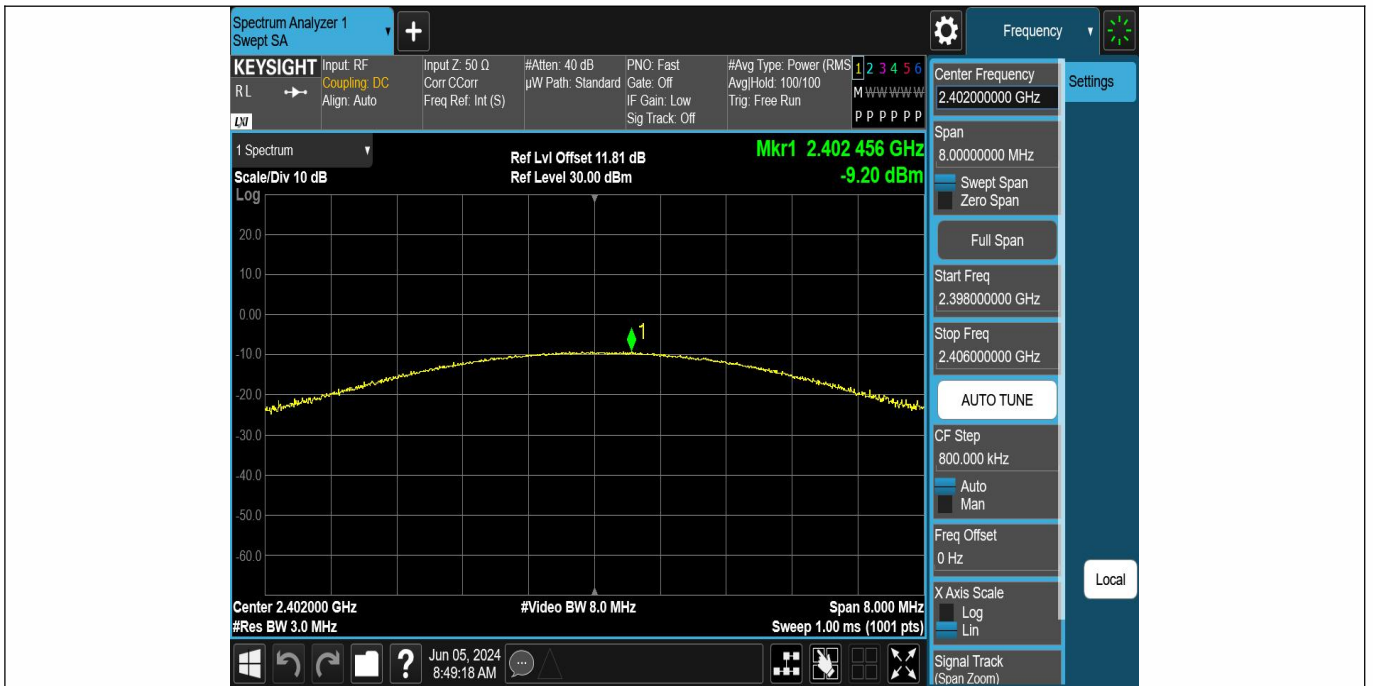 Spectrum Analyzer 1
Swept SA
+
Frequency
KEYSIGHT
RL
LXI
Input: RF
Coupling: DC
Align: Auto
Input Z: 50 Ω
Corr CCorr
Freq Ref: Int (S)
#Atten: 40 dB
µW Path: Standard
PNO: Fast
Gate: Off
IF Gain: Low
Sig Track: Off
#Avg Type: Power (RMS
Avg|Hold: 100/100
Trig: Free Run
1 2 3 4 5 6
M W W W W W
P P P P P P
1 Spectrum
Scale/Div 10 dB
Log
Ref Lvl Offset 11.81 dB
Ref Level 30.00 dBm
Mkr1 2.402 456 GHz
-9.20 dBm
20.0
10.0
0.00
-10.0
-20.0
-30.0
-40.0
-50.0
-60.0
1
Center 2.402000 GHz
#Res BW 3.0 MHz
#Video BW 8.0 MHz
Span 8.000 MHz
Sweep 1.00 ms (1001 pts)
Center Frequency
2.402000000 GHz
Settings
Span
8.00000000 MHz
Swept Span
Zero Span
Full Span
Start Freq
2.398000000 GHz
Stop Freq
2.406000000 GHz
AUTO TUNE
CF Step
800.000 kHz
Auto
Man
Freq Offset
0 Hz
X Axis Scale
Log
Lin
Signal Track
(Span Zoom)
Local
?
Jun 05, 2024
8:49:18 AM